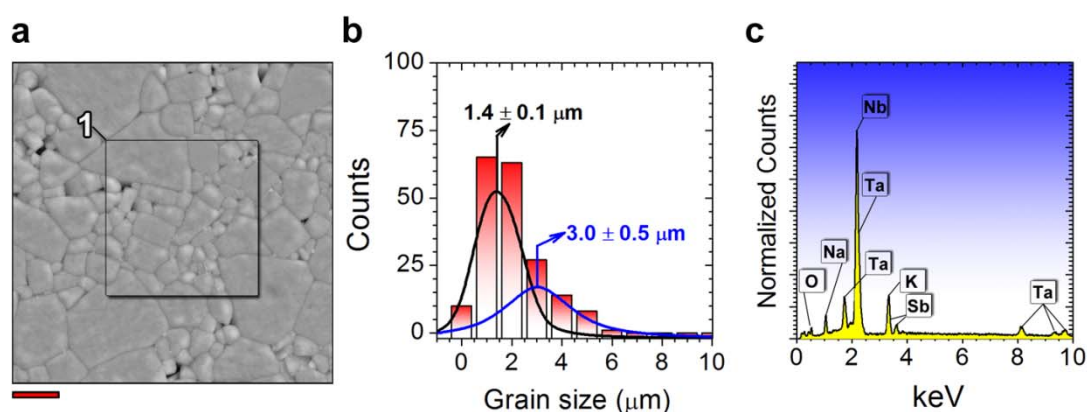 a
1
b
100
75
50
25
0
Counts
1.4 ± 0.1 μm
3.0 ± 0.5 μm
0 2 4 6 8 10
Grain size (μm)
c
Normalized Counts
Nb
Ta
Na
Ta
O
K
Sb
Ta
0 2 4 6 8 10
keV